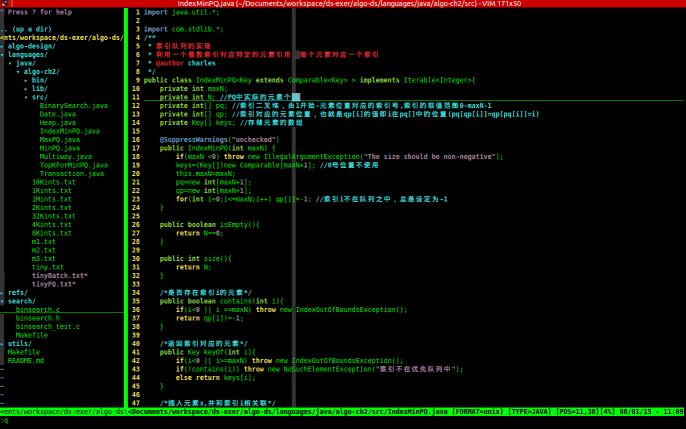 IndexMinPQ.java (~/Documents/workspace/ds-exer/algo-ds/languages/java/algo-ch2/src) - VIM 171x50
Press ? for help
.. (up a dir)
<nts/workspace/ds-exer/algo-ds/
▸ algo-design/
▾ languages/
▾ java/
▾ algo-ch2/
▸ bin/
▸ lib/
▾ src/
BinarySearch.java
Date.java
Heap.java
IndexMinPQ.java
MaxPQ.java
MinPQ.java
Multiway.java
TopKForMinPQ.java
Transaction.java
16Kints.txt
1Kints.txt
1Mints.txt
2Kints.txt
32Kints.txt
4Kints.txt
8Kints.txt
m1.txt
m2.txt
m3.txt
tiny.txt
tinyBatch.txt*
tinyPQ.txt*
▸ refs/
▾ search/
binsearch.c
binsearch.h
binsearch_test.c
Makefile
▸ utils/
Makefile
README.md
1 import java.util.*;
2
3 import com.stdlib.*;
4 /**
5 * 索引队列的实现
6 * 利用一个整数索引对应特定的元素引用 每个元素对应一个索引
7 * @author charles
8 */
9 public class IndexMinPQ<Key extends Comparable<Key> > implements Iterable<Integer>{
10 private int maxN;
11 private int N; //PQ中实际的元素个
12 private int[] pq; //索引二叉堆，由1开始-元素位置对应的索引号,索引的取值范围0-maxN-1
13 private int[] qp; //索引对应的元素位置，也就是qp[i]的值即i在pq[]中的位置(pq[qp[i]]=qp[pq[i]]=i)
14 private Key[] keys; //存储元素的数组
15
16 @SuppressWarnings("unchecked")
17 public IndexMinPQ(int maxN) {
18 if(maxN <0) throw new IllegalArgumentException("The size should be non-negative");
19 keys=(Key[])new Comparable[maxN+1]; //0号位置不使用
20 this.maxN=maxN;
21 pq=new int[maxN+1];
22 qp=new int[maxN+1];
23 for(int i=0;i<=maxN;i++) qp[i]=-1; //索引i不在队列之中，总是设定为-1
24 }
25
26 public boolean isEmpty(){
27 return N==0;
28 }
29
30 public int size(){
31 return N;
32 }
33
34 /*是否存在索引i的元素*/
35 public boolean contains(int i){
36 if(i<0 || i >=maxN) throw new IndexOutOfBoundsException();
37 return qp[i]!=-1;
38 }
39
40 /*返回索引对应的元素*/
41 public Key keyOf(int i){
42 if(i<0 || i>=maxN) throw new IndexOutOfBoundsException();
43 if(!contains(i)) throw new NoSuchElementException("索引不在优先队列中");
44 else return keys[i];
45 }
46
47 /*插入元素x,并和索引i相关联*/
<ents/workspace/ds-exer/algo-ds\ <Documents/workspace/ds-exer/algo-ds/languages/java/algo-ch2/src/IndexMinPQ.java [FORMAT=unix] [TYPE=JAVA] [POS=11,38][4%] 08/01/15 - 11:09
:q